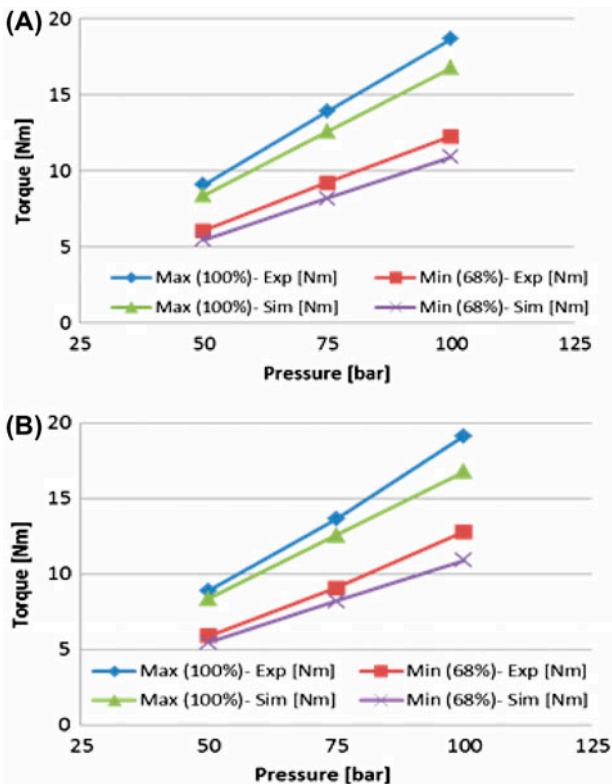 (A)
20
15
10
5
0
Torque [Nm]
Max (100%)- Exp [Nm] Min (68%)- Exp [Nm]
Max (100%)- Sim [Nm] Min (68%)- Sim [Nm]
25 50 75 100 125
Pressure [bar]
(B)
20
15
10
5
0
Torque [Nm]
Max (100%)- Exp [Nm] Min (68%)- Exp [Nm]
Max (100%)- Sim [Nm] Min (68%)- Sim [Nm]
25 50 75 100 125
Pressure [bar]